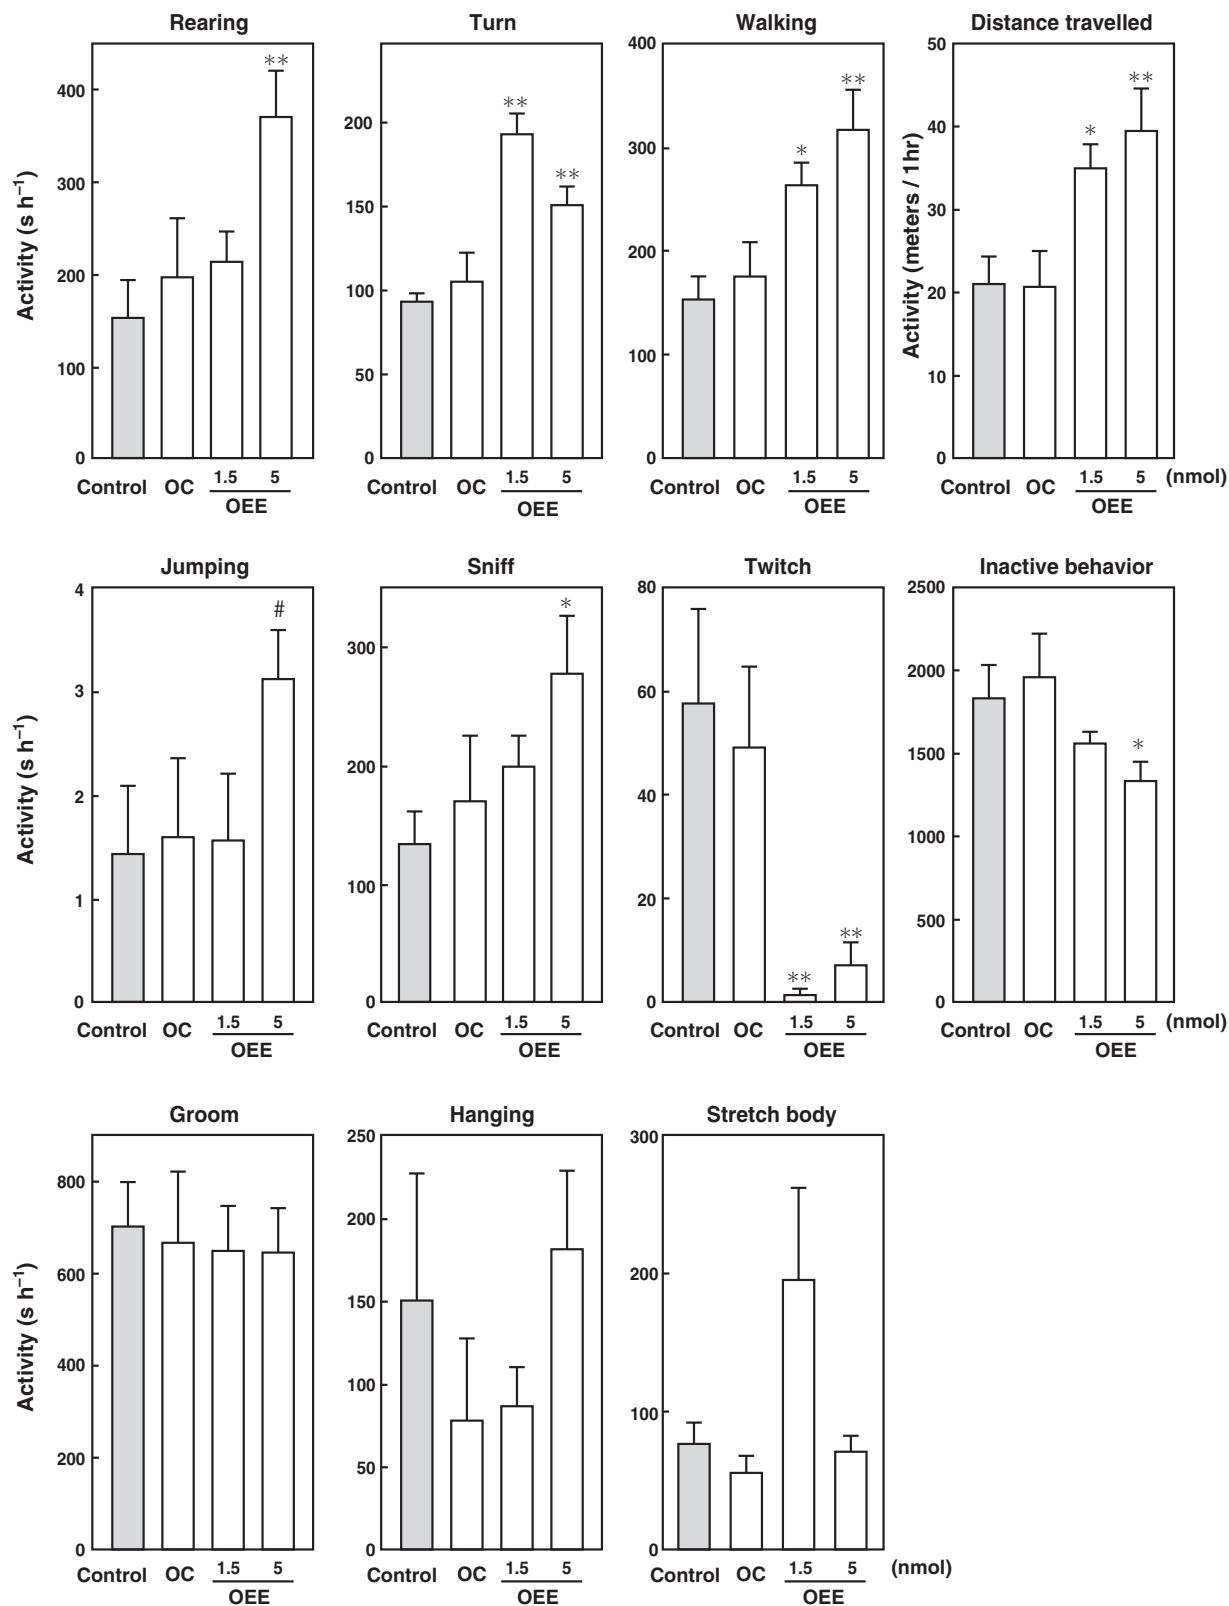 Rearing Turn Walking Distance travelled
Activity (s h⁻¹)
400
300
200
100
0
**
Control OC 1.5 5
OEE
200
150
100
50
0
** **
Control OC 1.5 5
OEE
400
300
200
100
0
* **
Control OC 1.5 5
OEE
Activity (meters / 1hr)
50
40
30
20
10
0
* **
Control OC 1.5 5 (nmol)
OEE
Jumping Sniff Twitch Inactive behavior
Activity (s h⁻¹)
4
3
2
1
0
#
Control OC 1.5 5
OEE
300
200
100
0
*
Control OC 1.5 5
OEE
80
60
40
20
0
** **
Control OC 1.5 5
OEE
2500
2000
1500
1000
500
0
*
Control OC 1.5 5 (nmol)
OEE
Groom Hanging Stretch body
Activity (s h⁻¹)
800
600
400
200
0
Control OC 1.5 5
OEE
250
200
150
100
50
0
Control OC 1.5 5
OEE
300
200
100
0
Control OC 1.5 5 (nmol)
OEE